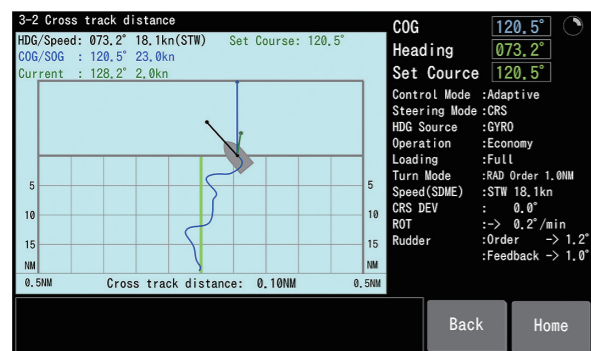 3-2 Cross track distance
HDG/Speed: 073.2° 18.1kn(STW) Set Course: 120.5°
COG/SOG : 120.5° 23.0kn
Current : 128.2° 2.0kn
5 5
10 10
15 15
NM NM
0.5NM Cross track distance: 0.10NM 0.5NM
COG 120.5°
Heading 073.2°
Set Cource 120.5°
Control Mode :Adaptive
Steering Mode :CRS
HDG Source :GYRO
Operation :Economy
Loading :Full
Turn Mode :RAD Order 1.0NM
Speed(SDME) :STW 18.1kn
CRS DEV : 0.0°
ROT :-> 0.2°/min
Rudder :Order -> 1.2°
:Feedback -> 1.0°
Back Home